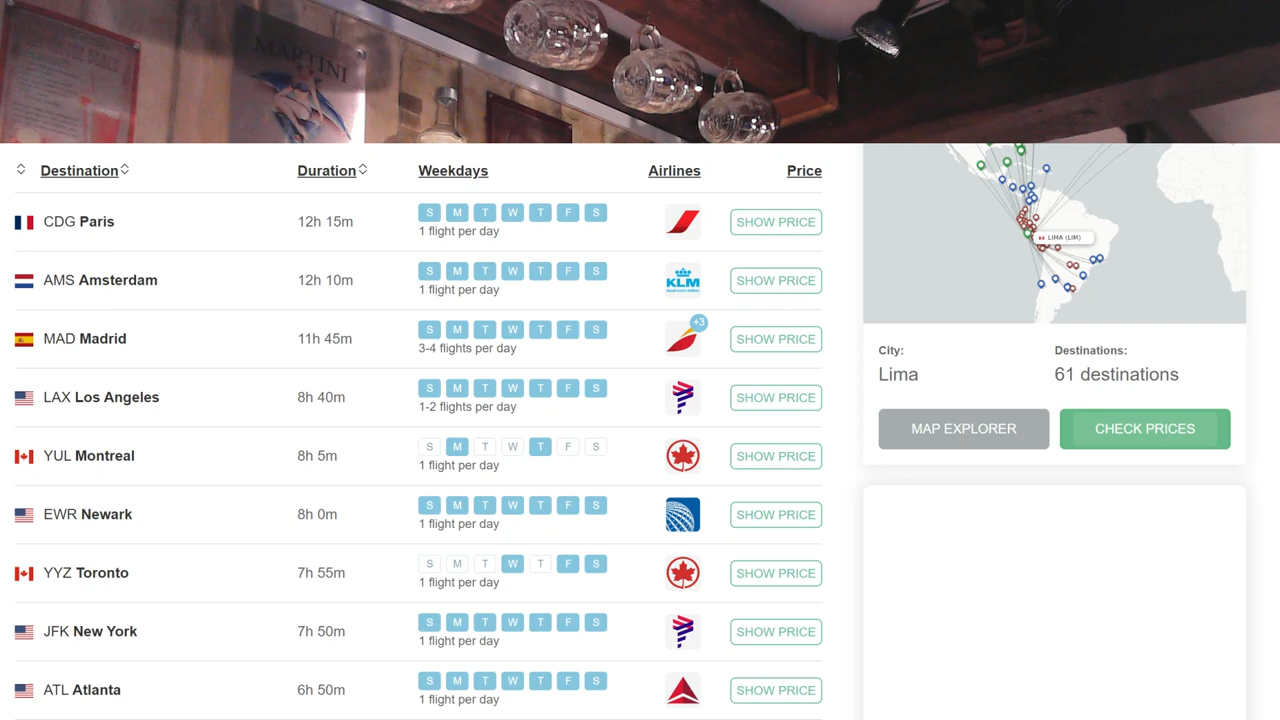 MARTINI
Destination Duration Weekdays Airlines Price
CDG Paris 12h 15m S M T W T F S SHOW PRICE
1 flight per day
AMS Amsterdam 12h 10m S M T W T F S KLM SHOW PRICE
1 flight per day
+3
MAD Madrid 11h 45m S M T W T F S SHOW PRICE
3-4 flights per day
LAX Los Angeles 8h 40m S M T W T F S SHOW PRICE
1-2 flights per day
YUL Montreal 8h 5m S M T W T F S SHOW PRICE
1 flight per day
EWR Newark 8h 0m S M T W T F S SHOW PRICE
1 flight per day
YYZ Toronto 7h 55m S M T W T F S SHOW PRICE
1 flight per day
JFK New York 7h 50m S M T W T F S SHOW PRICE
1 flight per day
ATL Atlanta 6h 50m S M T W T F S SHOW PRICE
1 flight per day
LIMA (LIM)
City: Destinations:
Lima 61 destinations
MAP EXPLORER CHECK PRICES